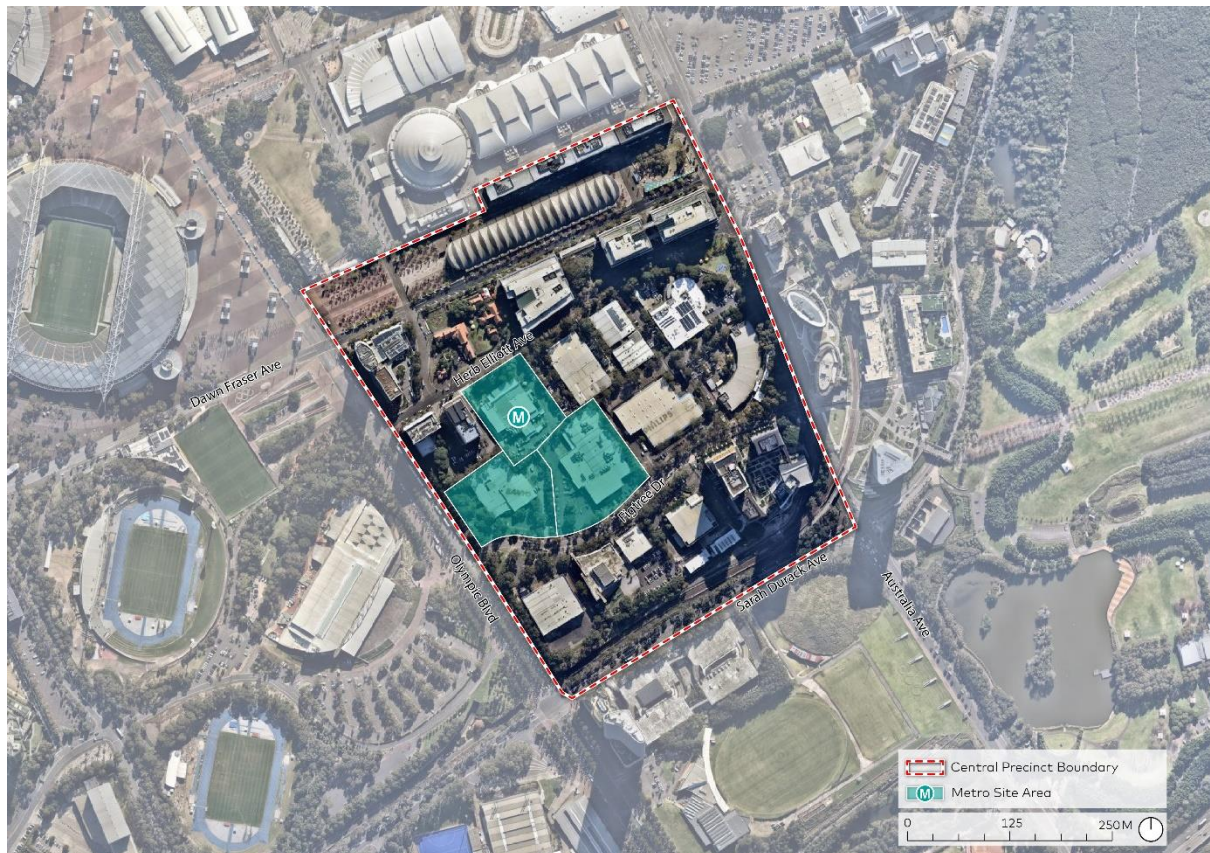 Herb Elliott Ave
M
Dawn Fraser Ave
PHILIPS
Figtree Dr
Olympic Blvd
Sarah Durack Ave
Australia Ave
Central Precinct Boundary
M Metro Site Area
0 125 250M